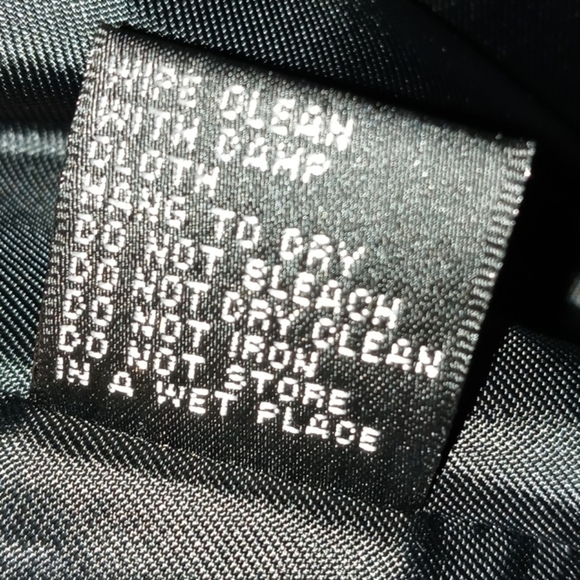 WIPE CLEAN
WITH DAMP
CLOTH
HANG TO DRY
DO NOT BLEACH
DO NOT DRY CLEAN
DO NOT IRON
DO NOT STORE
IN A WET PLACE